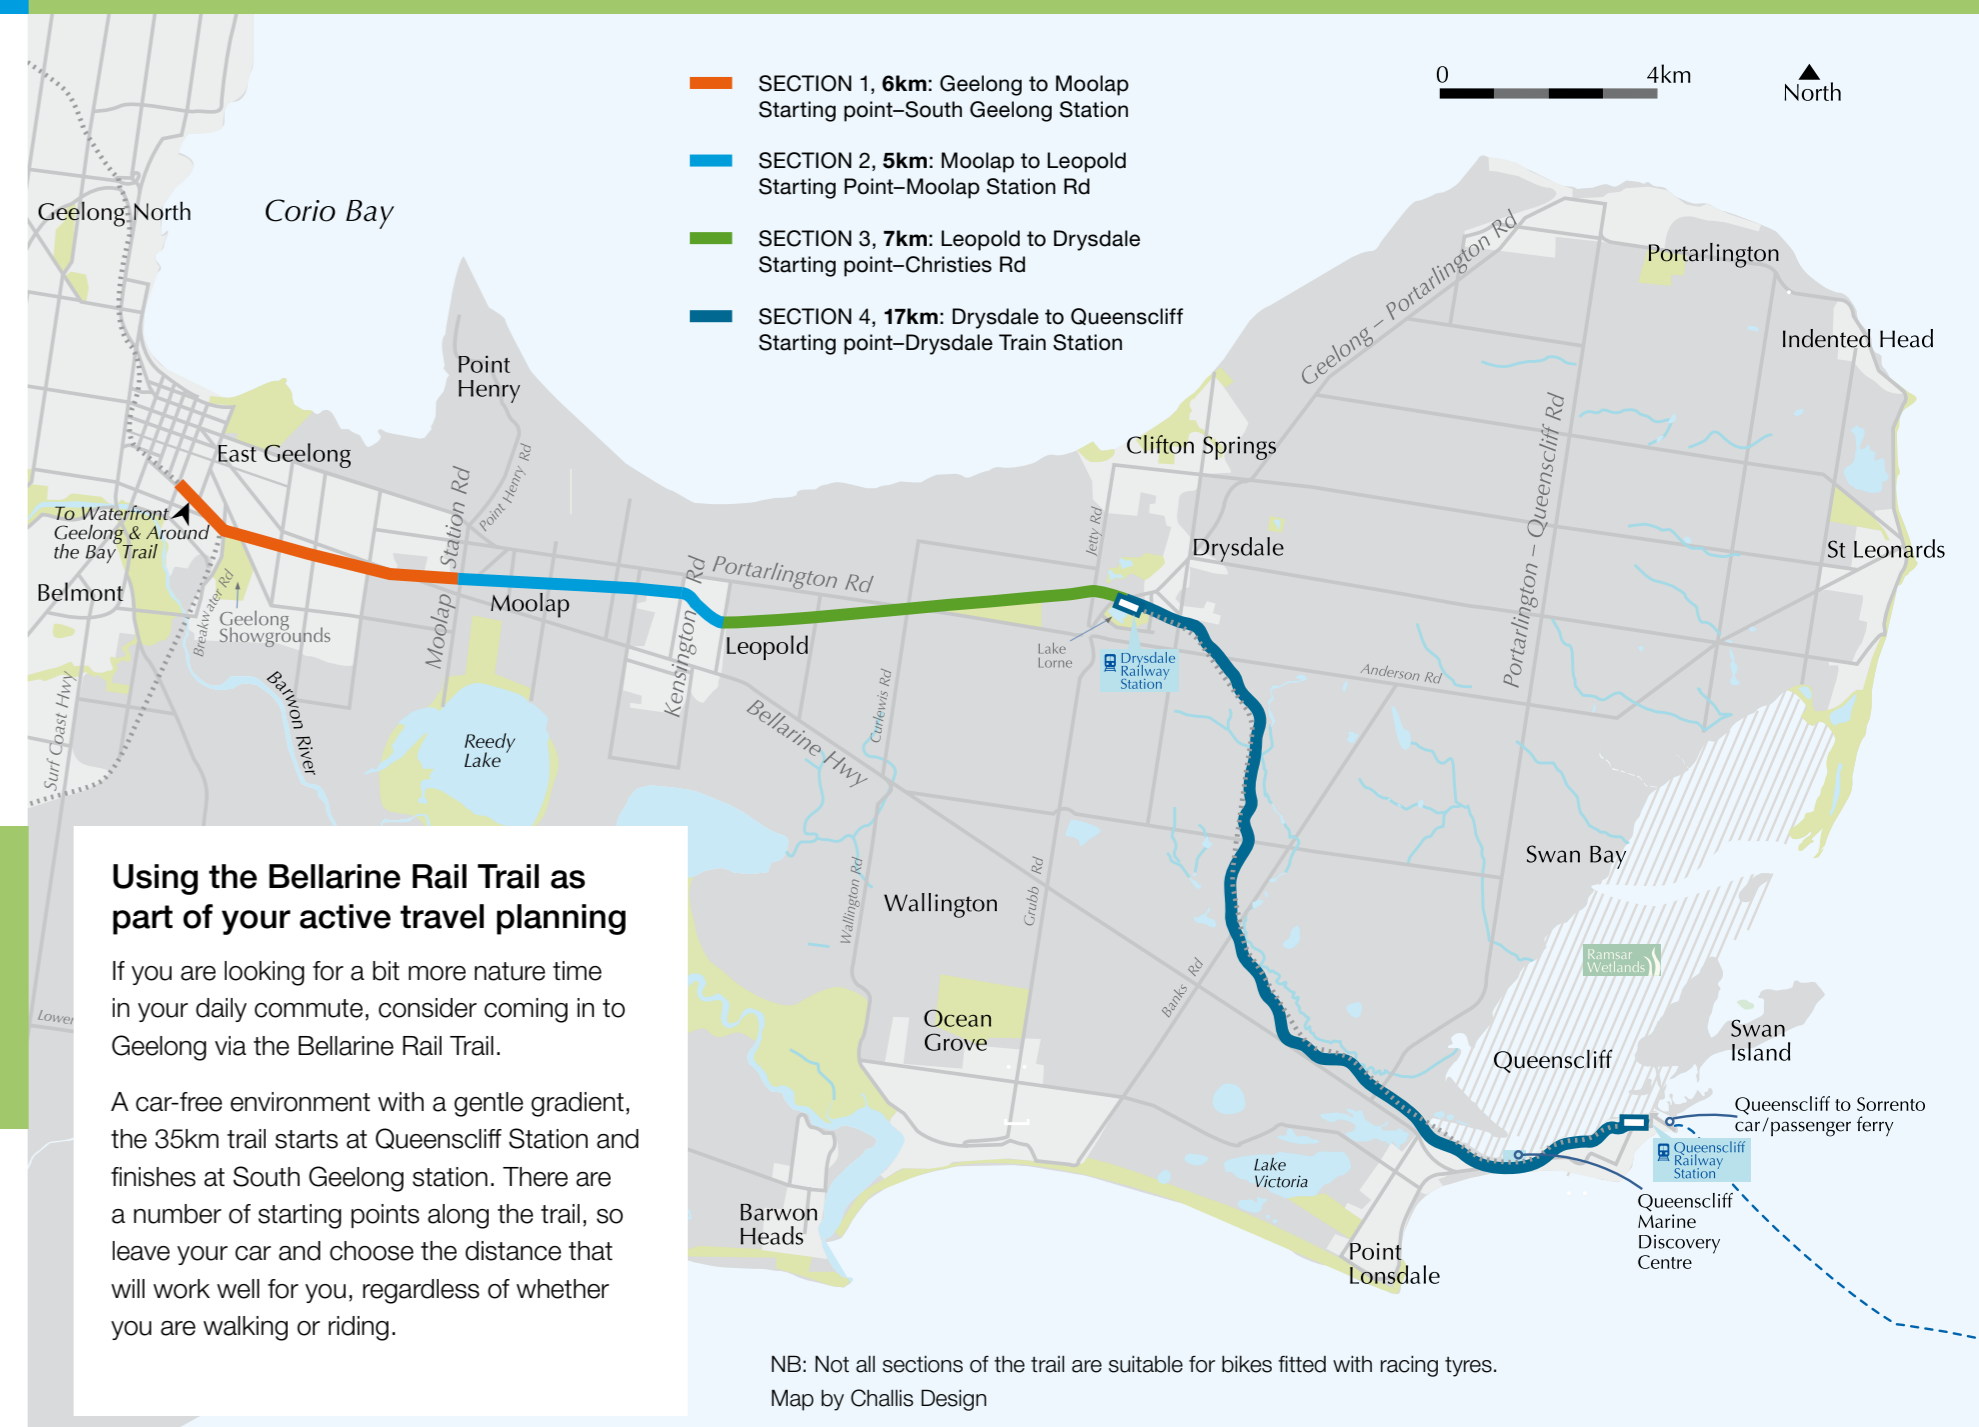 SECTION 1, 6km: Geelong to Moolap
Starting point–South Geelong Station
SECTION 2, 5km: Moolap to Leopold
Starting Point–Moolap Station Rd
SECTION 3, 7km: Leopold to Drysdale
Starting point–Christies Rd
SECTION 4, 17km: Drysdale to Queenscliff
Starting point–Drysdale Train Station
0 4km
North
Geelong North
Corio Bay
Point
Henry
Point Henry Rd
East Geelong
To Waterfront
Geelong & Around
the Bay Trail
Belmont
Breakwater Rd
Geelong
Showgrounds
Surf Coast Hwy
Barwon River
Moolap Station Rd
Moolap
Reedy
Lake
Kensington Rd
Portarlington Rd
Leopold
Bellarine Hwy
Curlewis Rd
Jetty Rd
Clifton Springs
Drysdale
Lake
Lorne
Drysdale
Railway
Station
Geelong – Portarlington Rd
Portarlington
Indented Head
Portarlington – Queenscliff Rd
St Leonards
Anderson Rd
Swan Bay
Wallington Rd
Wallington
Grubb Rd
Banks Rd
Ocean
Grove
Ramsar
Wetlands
Swan
Island
Queenscliff
Queenscliff to Sorrento
car/passenger ferry
Queenscliff
Railway
Station
Queenscliff
Marine
Discovery
Centre
Lake
Victoria
Point
Lonsdale
Barwon
Heads
Lower
Using the Bellarine Rail Trail as
part of your active travel planning
If you are looking for a bit more nature time
in your daily commute, consider coming in to
Geelong via the Bellarine Rail Trail.
A car-free environment with a gentle gradient,
the 35km trail starts at Queenscliff Station and
finishes at South Geelong station. There are
a number of starting points along the trail, so
leave your car and choose the distance that
will work well for you, regardless of whether
you are walking or riding.
NB: Not all sections of the trail are suitable for bikes fitted with racing tyres.
Map by Challis Design